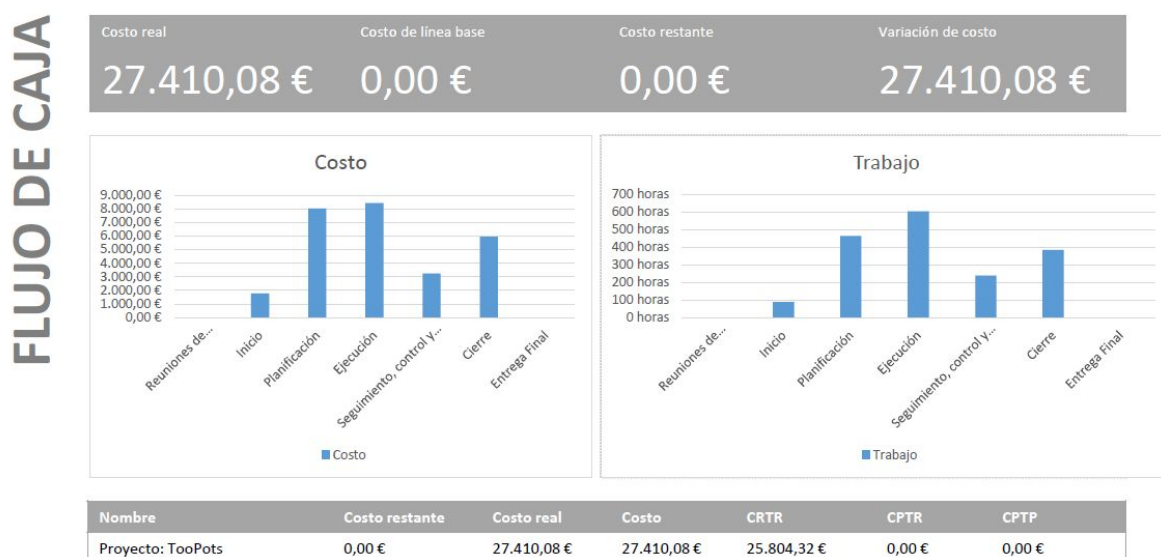 FLUJO DE CAJA
Costo real Costo de línea base Costo restante Variación de costo
27.410,08 € 0,00 € 0,00 € 27.410,08 €
Costo
9.000,00 €
8.000,00 €
7.000,00 €
6.000,00 €
5.000,00 €
4.000,00 €
3.000,00 €
2.000,00 €
1.000,00 €
0,00 €
Reuniones de...
Inicio
Planificación
Ejecución
Seguimiento, control y...
Cierre
Entrega Final
Costo
Trabajo
700 horas
600 horas
500 horas
400 horas
300 horas
200 horas
100 horas
0 horas
Reuniones de...
Inicio
Planificación
Ejecución
Seguimiento, control y...
Cierre
Entrega Final
Trabajo
Nombre Costo restante Costo real Costo CRTR CPTR CPTP
Proyecto: TooPots 0,00 € 27.410,08 € 27.410,08 € 25.804,32 € 0,00 € 0,00 €